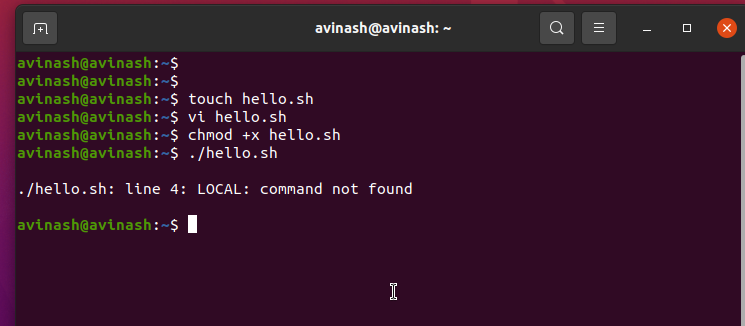 avinash@avinash: ~
avinash@avinash:~$
avinash@avinash:~$
avinash@avinash:~$ touch hello.sh
avinash@avinash:~$ vi hello.sh
avinash@avinash:~$ chmod +x hello.sh
avinash@avinash:~$ ./hello.sh
./hello.sh: line 4: LOCAL: command not found
avinash@avinash:~$